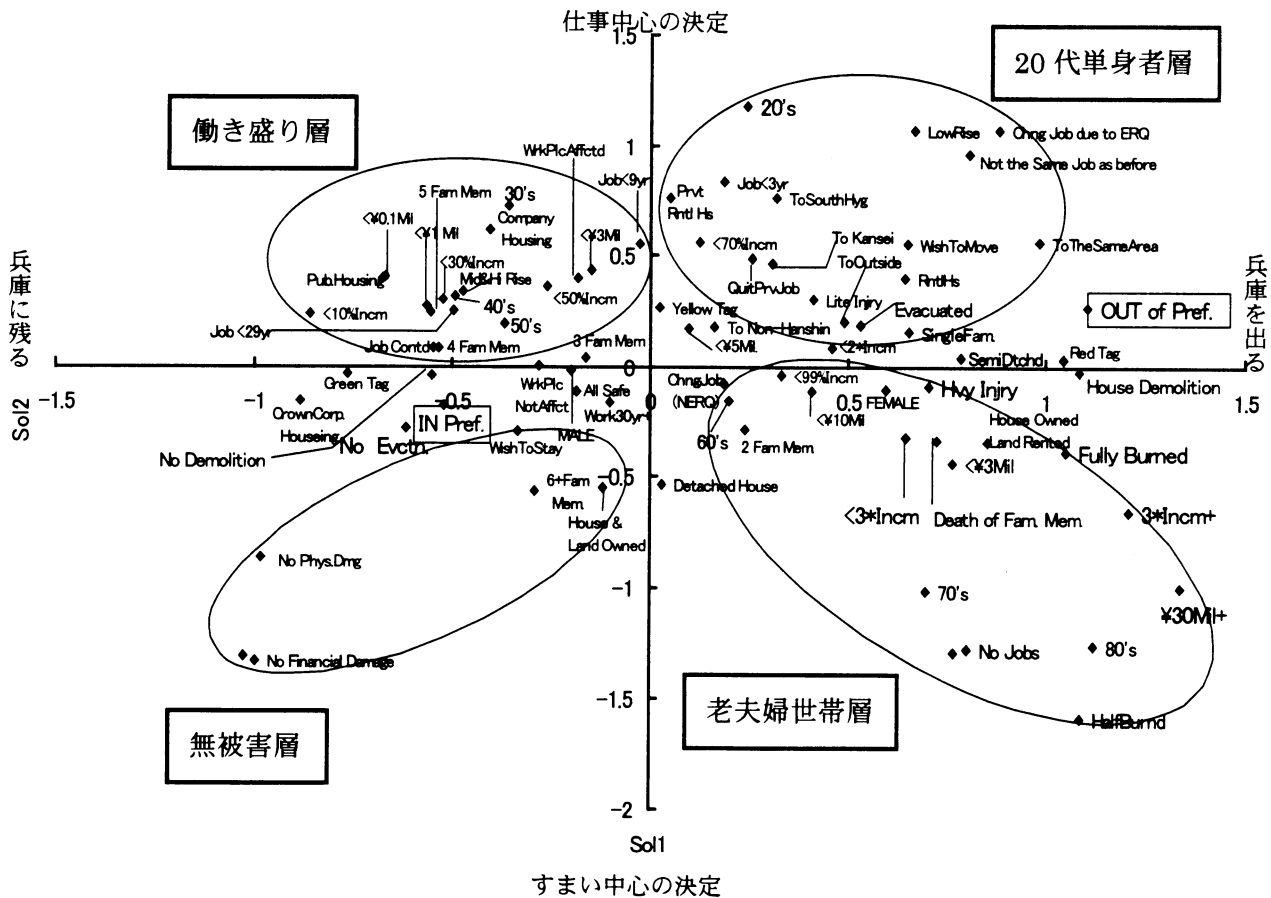 仕事中心の決定
1.5
20 代単身者層
働き盛り層
20's
LowRise
Chng Job due to ERQ
Not the Same Job as before
WrkPlcAffctd
1
Job<9yr
Prvt
Rntl Hs
Job<3yr
ToSouthHyg
5 Fam Mem
30's
Company
Housing
<¥0.1Mil
<¥1 Mil
<¥3Mil
<30%Incm
Mid&Hi Rise
Pub.Housing
<50%Incm
<10%Incm
40's
50's
Job <29yr
Job Contd
4 Fam Mem
3 Fam Mem
0.5
<70%Incm
To Kansei
ToOutside
WishToMove
ToTheSameArea
QuitPrvJob
RntlHs
Lite Injry
Evacuated
Yellow Tag
To Non-Hanshin
<¥5Mil.
<2*Incm
SingleFam.
OUT of Pref.
兵庫に残る
兵庫を出る
Sol2
-1.5
-1
-0.5
0
0
0.5
1
1.5
SemiDtchd
Red Tag
House Demolition
Green Tag
CrownCorp.
Houseing
IN Pref.
No Demolition
No Evctn.
WrkPlc
NotAffct
All Safe
Work30yr
MALE
WishToStay
ChngJob
(NERQ)
<99%Incm
<¥10Mil
FEMALE
Hvy Injry
House Owned
Land Rented
60's
2 Fam Mem.
<¥3Mil
Fully Burned
-0.5
Detached House
6+Fam
Mem.
House &
Land Owned
<3*Incm
Death of Fam. Mem.
3*Incm+
No Phys.Dmg
No Financial Damage
-1
70's
¥30Mil+
No Jobs
80's
-1.5
HalfBurnd
無被害層
老夫婦世帯層
-2
Sol1
すまい中心の決定